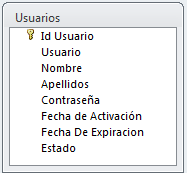 Usuarios
Id Usuario
Usuario
Nombre
Apellidos
Contraseña
Fecha de Activación
Fecha De Expiracion
Estado